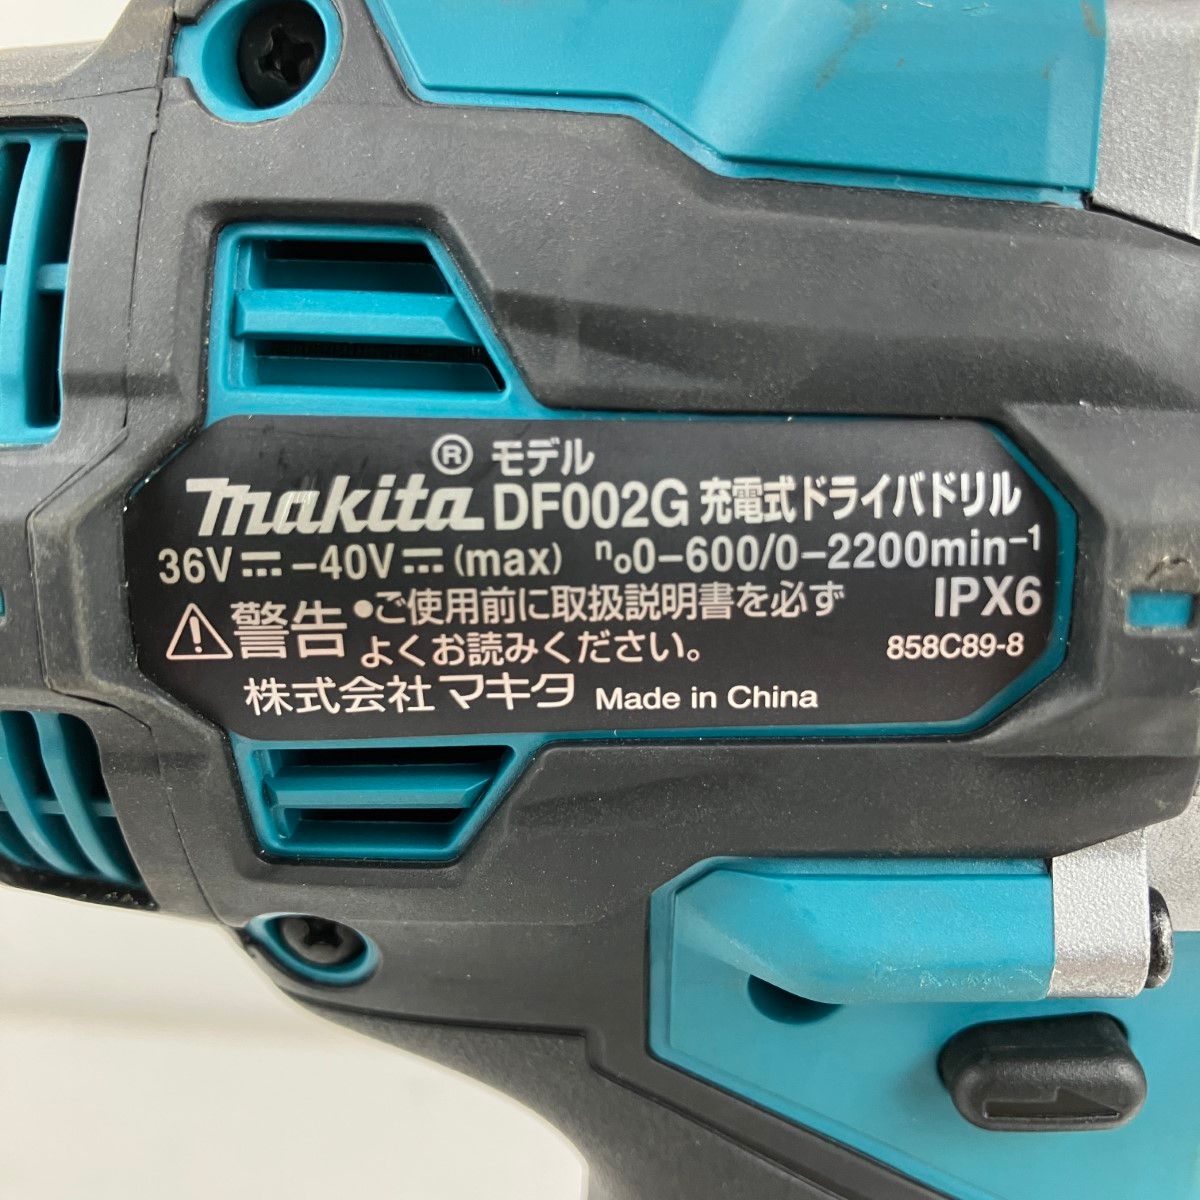 makita® モデル DF002G 充電式ドライバドリル
36V⎓-40V⎓(max) n₀0-600/0-2200min⁻¹
⚠警告 ●ご使用前に取扱説明書を必ず IPX6
よくお読みください。 858C89-8
株式会社マキタ Made in China